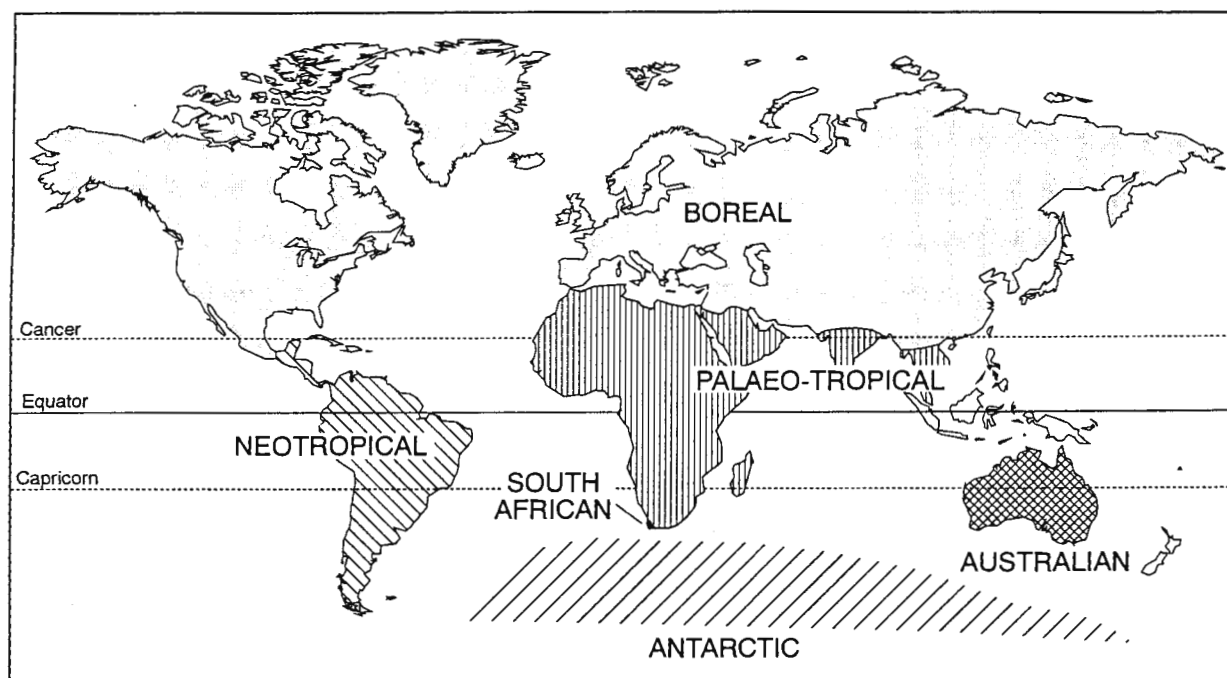 BOREAL
Cancer
PALAEO-TROPICAL
Equator
NEOTROPICAL
Capricorn
SOUTH
AFRICAN
AUSTRALIAN
ANTARCTIC